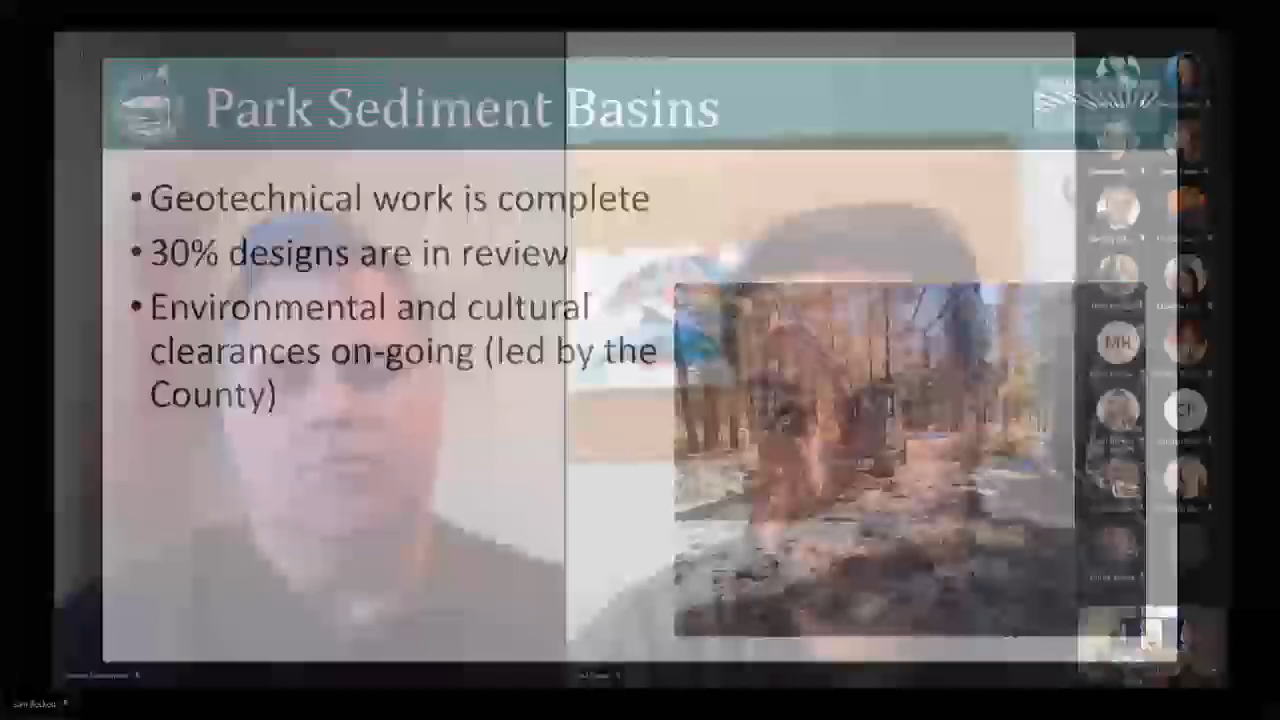 Park Sediment Basins
• Geotechnical work is complete
• 30% designs are in review
• Environmental and cultural
clearances on-going (led by the
County)
MH